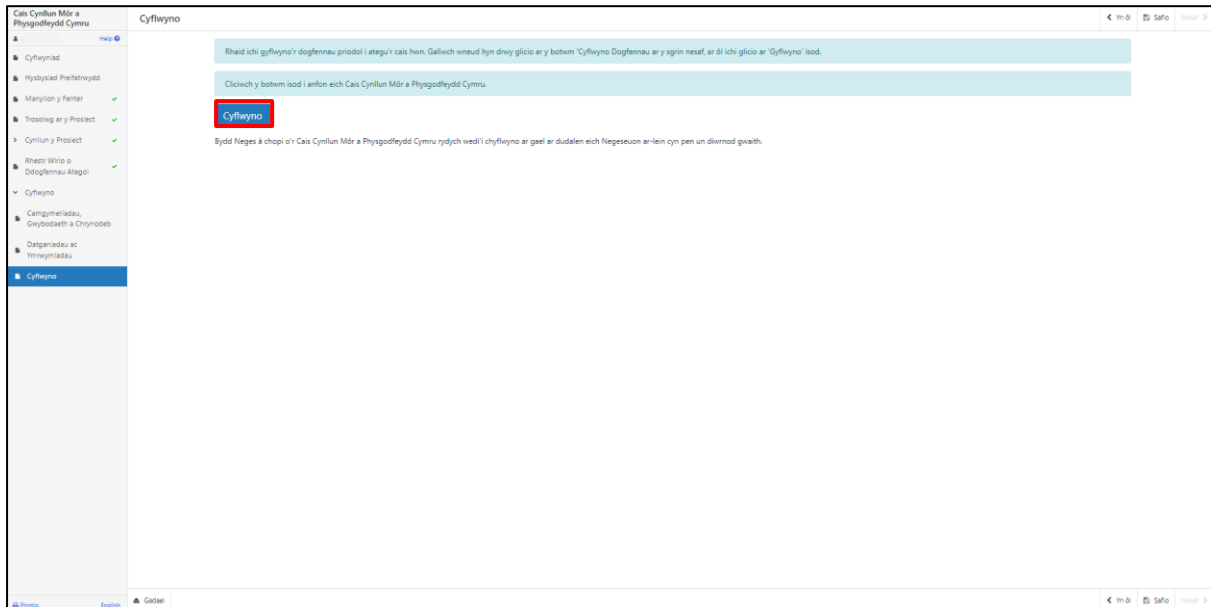 Cais Cynllun Môr a
Physgodfeydd Cymru
Cyflwyno
Yn ôl
Safio
Nesaf
Help
Cyflwyniad
Hysbysiad Preifatrwydd
Manylion y Fenter
Trosolwg ar y Prosiect
Cynllun y Prosiect
Rhestr Wirio o
Ddogfennau Ategol
Cyflwyno
Camgymeriadau,
Gwybodaeth a Chrynodeb
Datganiadau ac
Ymrwymiadau
Cyflwyno
Rhaid ichi gyflwyno'r dogfennau priodol i ategu'r cais hwn. Gallwch wneud hyn drwy glicio ar y botwm 'Cyflwyno Dogfennau ar y sgrin nesaf, ar ôl ichi glicio ar 'Gyflwyno' isod.
Cliciwch y botwm isod i anfon eich Cais Cynllun Môr a Physgodfeydd Cymru.
Cyflwyno
Bydd Neges â chopi o'r Cais Cynllun Môr a Physgodfeydd Cymru rydych wedi'i chyflwyno ar gael ar dudalen eich Negeseuon ar-lein cyn pen un diwrnod gwaith.
Printio
English
Gadael
Yn ôl
Safio
Nesaf